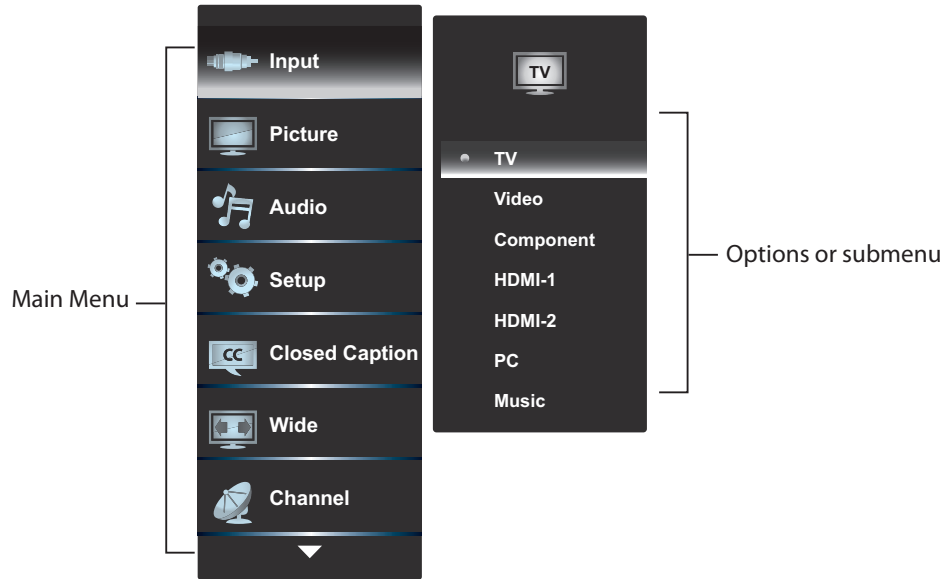 Main Menu
Input
Picture
Audio
Setup
CC
Closed Caption
Wide
Channel
TV
TV
Video
Component
HDMI-1
HDMI-2
PC
Music
Options or submenu